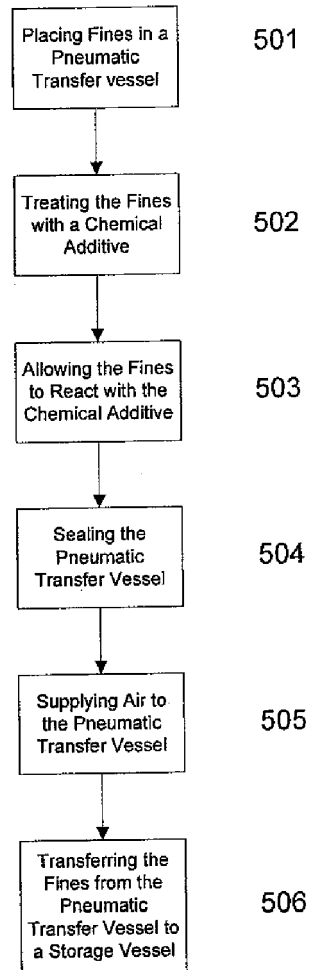 Placing Fines in a
Pneumatic
Transfer vessel
501
Treating the Fines
with a Chemical
Additive
502
Allowing the Fines
to React with the
Chemical Additive
503
Sealing the
Pneumatic
Transfer Vessel
504
Supplying Air to
the Pneumatic
Transfer Vessel
505
Transferring the
Fines from the
Pneumatic
Transfer Vessel to
a Storage Vessel
506